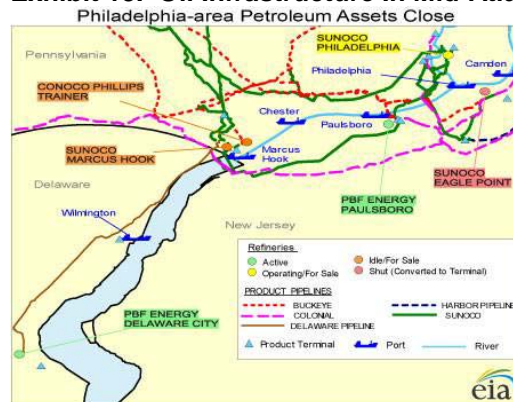 Philadelphia-area Petroleum Assets Close
Pennsylvania
SUNOCO
PHILADELPHIA
Philadelphia
Camden
CONOCO PHILLIPS
TRAINER
Chester
Paulsboro
SUNOCO
MARCUS HOOK
Marcus
Hook
SUNOCO
EAGLE POINT
PBF ENERGY
PAULSBORO
Delaware
Wilmington
New Jersey
PBF ENERGY
DELAWARE CITY
Refineries
Active
Idle/For Sale
Operating/For Sale
Shut (Converted to Terminal)
PRODUCT PIPELINES
BUCKEYE
HARBOR PIPELINE
COLONIAL
SUNOCO
DELAWARE PIPELINE
Product Terminal
Port
River
eia